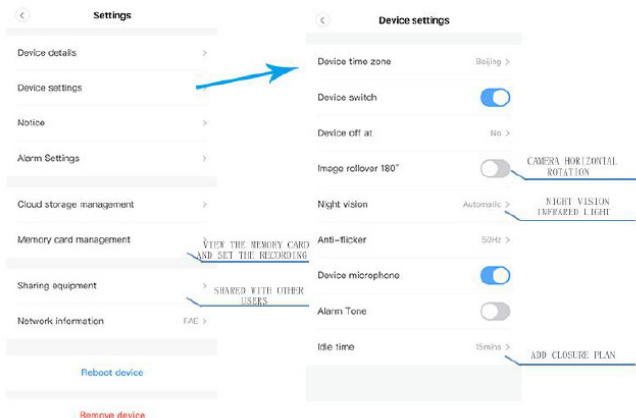 Settings
Device details
Device settings
Notice
Alarm Settings
Cloud storage management
Memory card management
VIEW THE MEMORY CARD
AND SET THE RECORDING
Sharing equipment
SHARED WITH OTHER
USERS
Network information FAE
Reboot device
Remove device
Device settings
Device time zone Beijing
Device switch
Device off at No
Image rollover 180°
CAMERA HORIZONTAL
ROTATION
Night vision Automatic
NIGHT VISION
INFRARED LIGHT
Anti-flicker 50Hz
Device microphone
Alarm Tone
Idle time 15mins
ADD CLOSURE PLAN